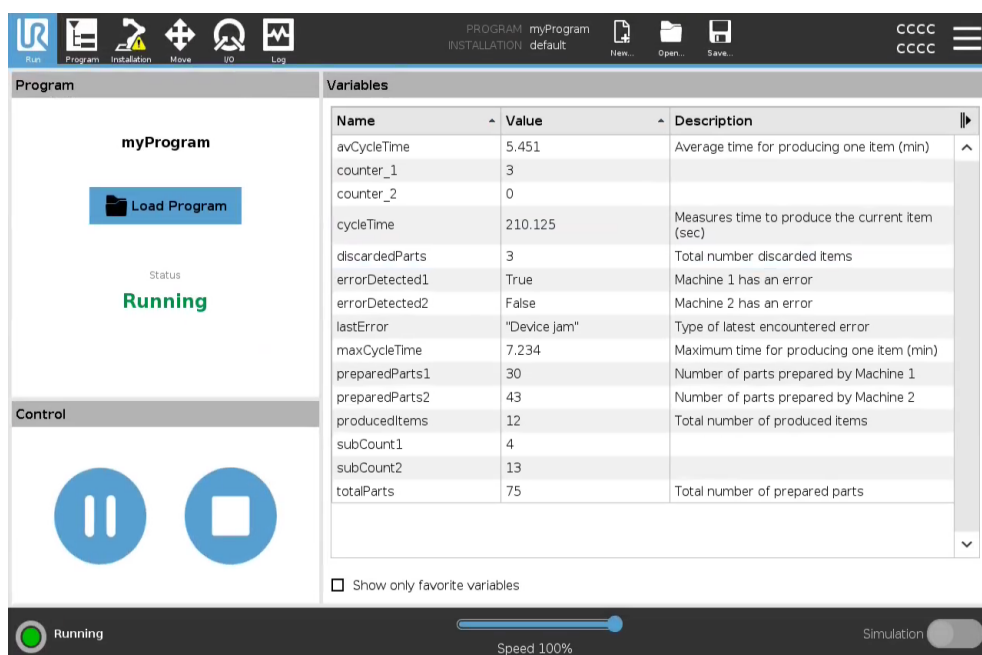 UR
Run
Program
Installation
Move
I/O
Log
PROGRAM myProgram
INSTALLATION default
New...
Open...
Save...
CCCC
CCCC
Program
myProgram
Load Program
Status
Running
Control
Variables
Name Value Description
avCycleTime 5.451 Average time for producing one item (min)
counter_1 3
counter_2 0
cycleTime 210.125 Measures time to produce the current item
(sec)
discardedParts 3 Total number discarded items
errorDetected1 True Machine 1 has an error
errorDetected2 False Machine 2 has an error
lastError "Device jam" Type of latest encountered error
maxCycleTime 7.234 Maximum time for producing one item (min)
preparedParts1 30 Number of parts prepared by Machine 1
preparedParts2 43 Number of parts prepared by Machine 2
producedItems 12 Total number of produced items
subCount1 4
subCount2 13
totalParts 75 Total number of prepared parts
Show only favorite variables
Running
Speed 100%
Simulation